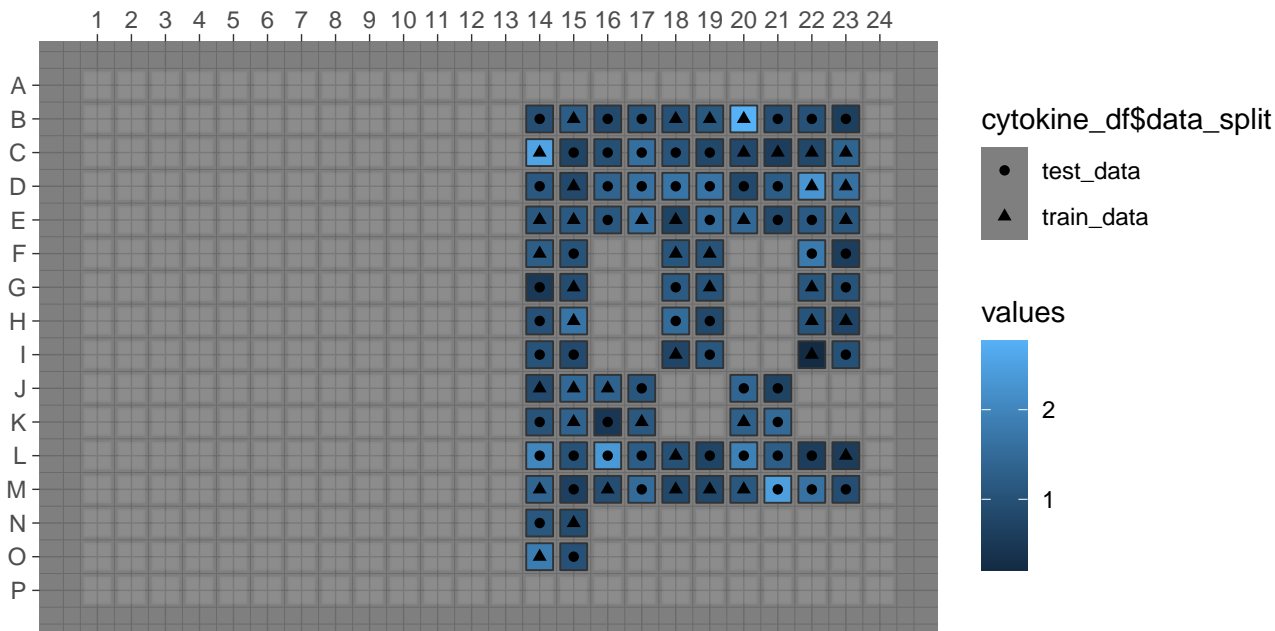 1 2 3 4 5 6 7 8 9 10 11 12 13 14 15 16 17 18 19 20 21 22 23 24
A
B
C
D
E
F
G
H
I
J
K
L
M
N
O
P
cytokine_df$data_split
test_data
train_data
values
2
1